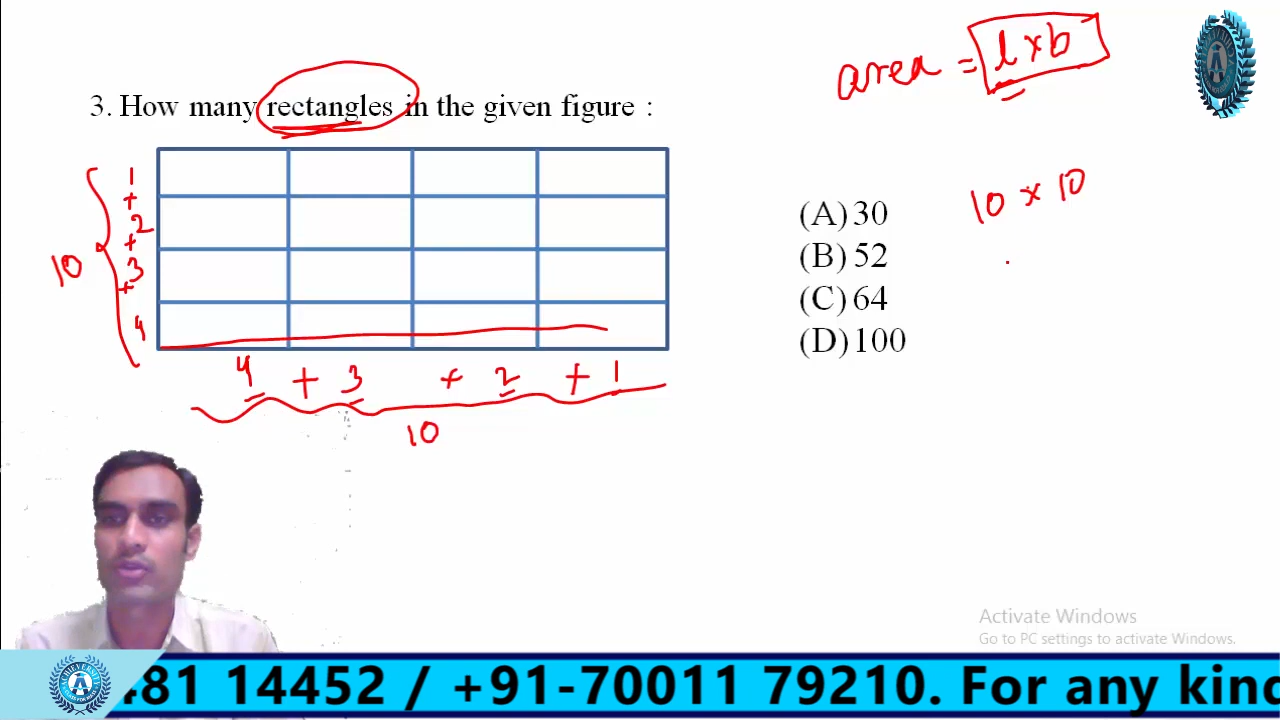 area = l x b
3. How many rectangles in the given figure :
1
+
2
+
3
+
4
10
4 + 3 + 2 + 1
10
10 x 10
(A) 30
(B) 52
(C) 64
(D) 100
Activate Windows
Go to PC settings to activate Windows.
481 14452 / +91-70011 79210. For any kind